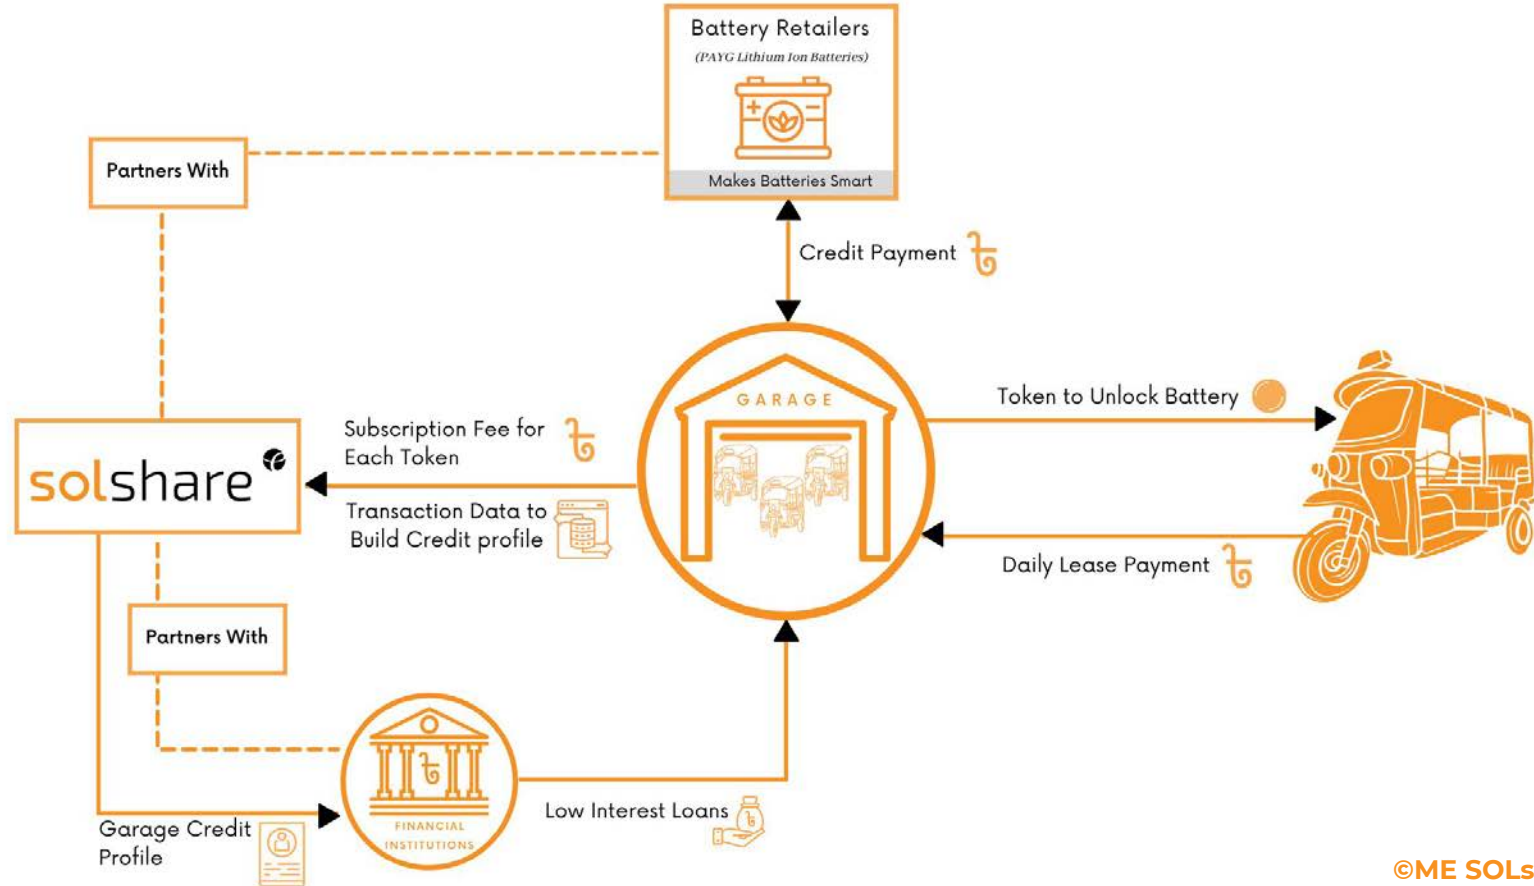 Battery Retailers
(PAYG Lithium Ion Batteries)
Makes Batteries Smart
Partners With
Credit Payment ৳
GARAGE
Token to Unlock Battery
Subscription Fee for ৳
Each Token
solshare
Transaction Data to
Build Credit profile
Daily Lease Payment ৳
Partners With
৳
FINANCIAL
INSTITUTIONS
Low Interest Loans ৳
Garage Credit
Profile
©ME SOLs